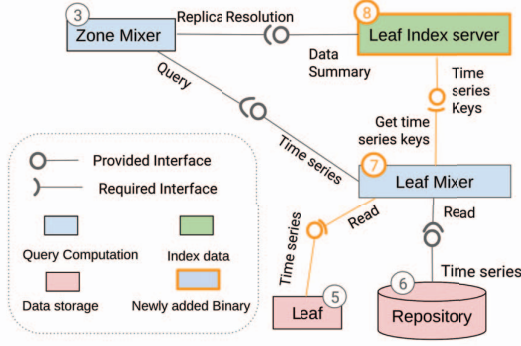 3
Zone Mixer
Replica Resolution
8
Leaf Index server
Data
Summary
Time
series
Keys
Query
Get time
series keys
Time series
7
Leaf Mixer
Provided Interface
Required Interface
Query Computation
Index data
Data storage
Newly added Binary
Read
Read
Time series
Time series
5
Leaf
6
Repository